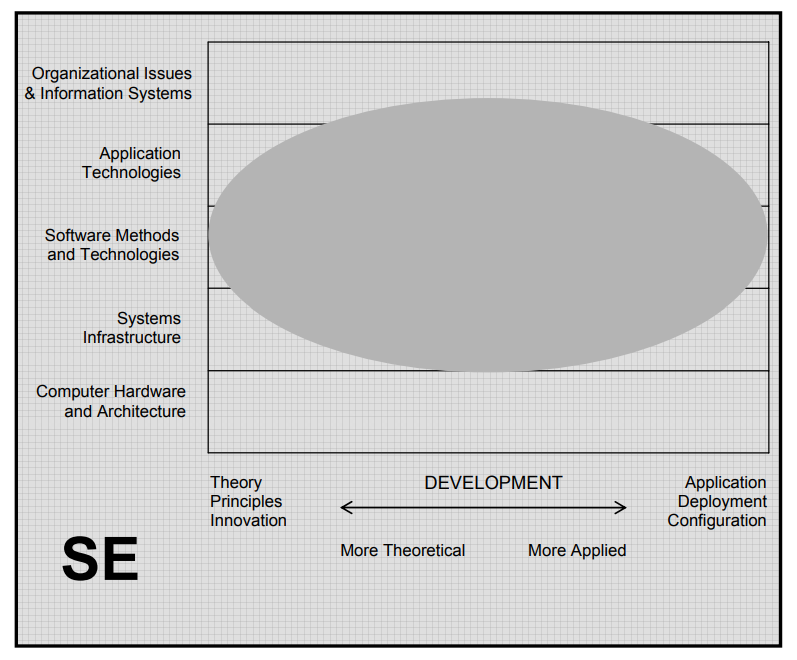 Organizational Issues
& Information Systems
Application
Technologies
Software Methods
and Technologies
Systems
Infrastructure
Computer Hardware
and Architecture
Theory
Principles
Innovation
DEVELOPMENT
More Theoretical
More Applied
Application
Deployment
Configuration
SE